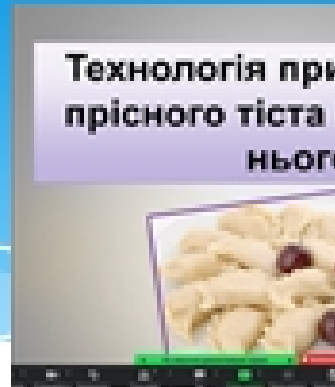 Технологія при
прісного тіста
нього